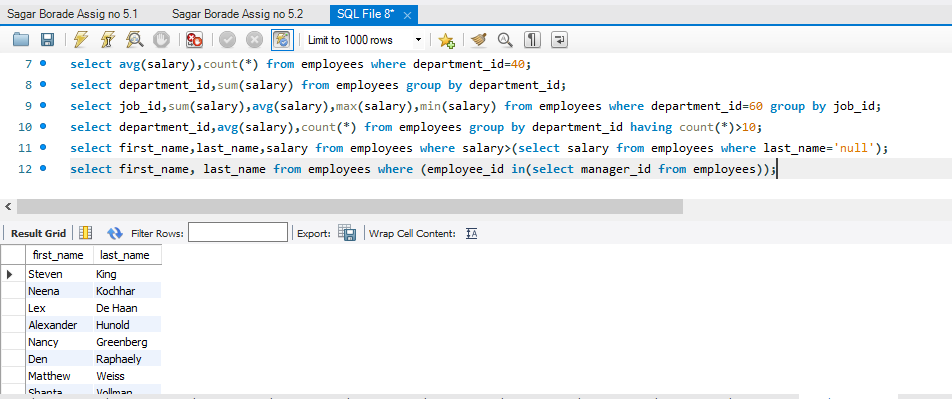 Sagar Borade Assig no 5.1 Sagar Borade Assig no 5.2 SQL File 8*
Limit to 1000 rows
7 select avg(salary),count(*) from employees where department_id=40;
8 select department_id,sum(salary) from employees group by department_id;
9 select job_id,sum(salary),avg(salary),max(salary),min(salary) from employees where department_id=60 group by job_id;
10 select department_id,avg(salary),count(*) from employees group by department_id having count(*)>10;
11 select first_name,last_name,salary from employees where salary>(select salary from employees where last_name='null');
12 select first_name, last_name from employees where (employee_id in(select manager_id from employees));
Result Grid Filter Rows: Export: Wrap Cell Content:
first_name last_name
Steven King
Neena Kochhar
Lex De Haan
Alexander Hunold
Nancy Greenberg
Den Raphaely
Matthew Weiss
Shanta Vollman